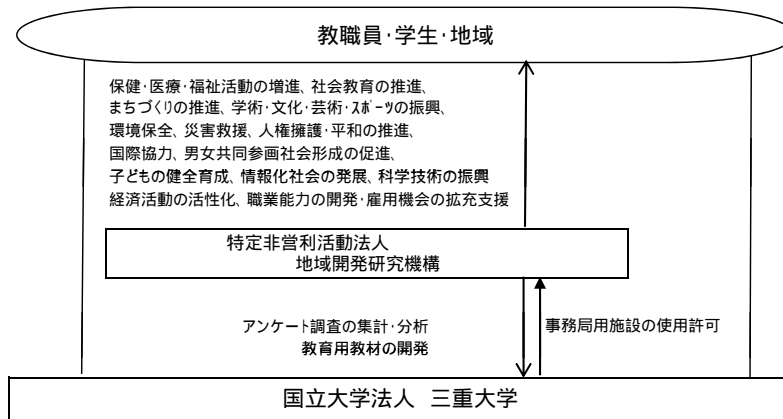 教職員・学生・地域
保健・医療・福祉活動の増進、社会教育の推進、
まちづくりの推進、学術・文化・芸術・スポーツの振興、
環境保全、災害救援、人権擁護・平和の推進、
国際協力、男女共同参画社会形成の促進、
子どもの健全育成、情報化社会の発展、科学技術の振興
経済活動の活性化、職業能力の開発・雇用機会の拡充支援
特定非営利活動法人
地域開発研究機構
アンケート調査の集計・分析
教育用教材の開発
事務局用施設の使用許可
国立大学法人 三重大学